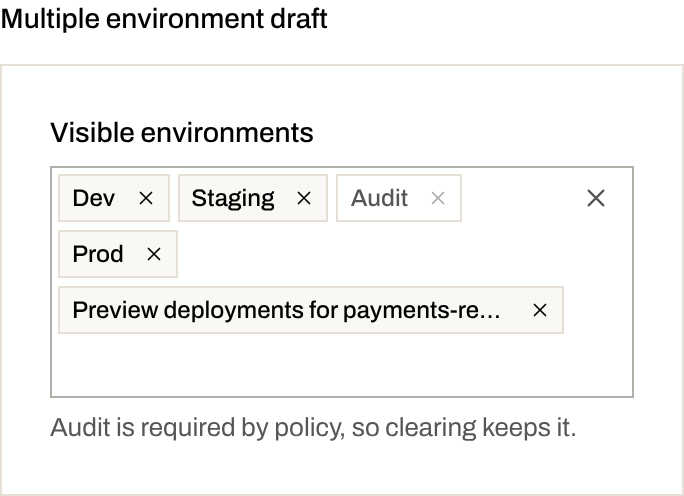 Multiple environment draft
Visible environments
Dev Staging Audit
Prod
Preview deployments for payments-re...
Audit is required by policy, so clearing keeps it.